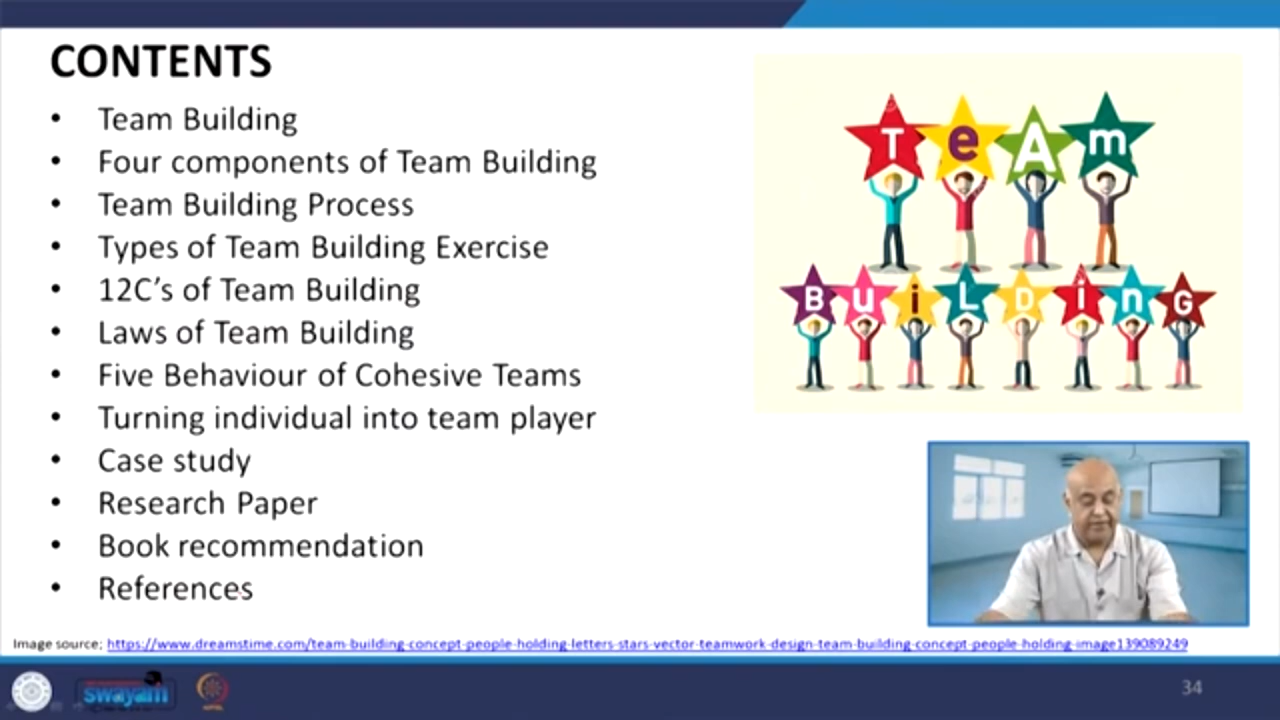 CONTENTS
• Team Building
• Four components of Team Building
• Team Building Process
• Types of Team Building Exercise
• 12C’s of Team Building
• Laws of Team Building
• Five Behaviour of Cohesive Teams
• Turning individual into team player
• Case study
• Research Paper
• Book recommendation
• References
TeAm
BuiLDinG
Image source; https://www.dreamstime.com/team-building-concept-people-holding-letters-stars-vector-teamwork-design-team-building-concept-people-holding-image139089249
swayam
34